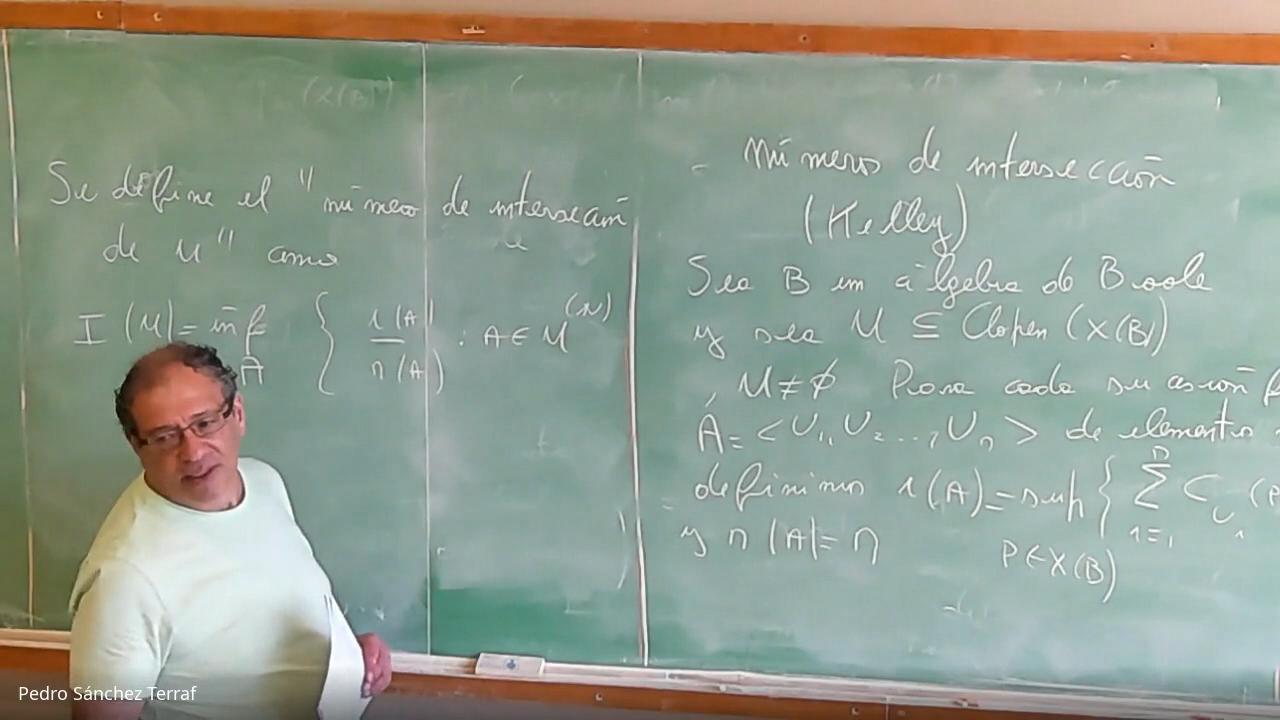 - Número de intersección
(Kelley)
Sea B un álgebra de Boole
y sea U ⊆ Clopen (X(B))
, U ≠ ∅ Para cada sucesión
A = < U₁, U₂ ..., Uₙ > de elementos
definimos i(A) = sup { Σ C
i=1
P ∈ X(B)
y n(A) = n
Se define el "número de intersección
de U" como
I (U) = inf { i(A) / n(A) : A ∈ U^(N)
A
Pedro Sánchez Terraf